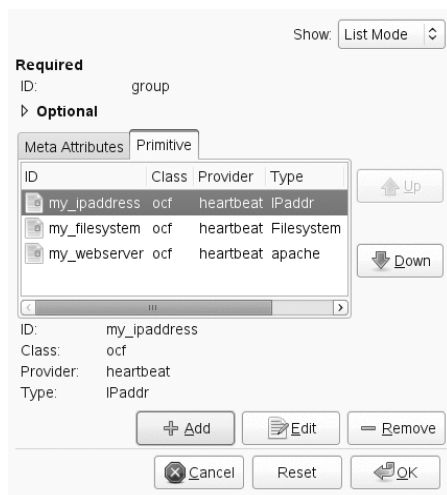 Show: List Mode
Required
ID: group
Optional
Meta Attributes Primitive
ID Class Provider Type
my_ipaddress ocf heartbeat IPaddr
my_filesystem ocf heartbeat Filesystem
my_webserver ocf heartbeat apache
Up
Down
ID: my_ipaddress
Class: ocf
Provider: heartbeat
Type: IPaddr
Add Edit Remove
Cancel Reset OK